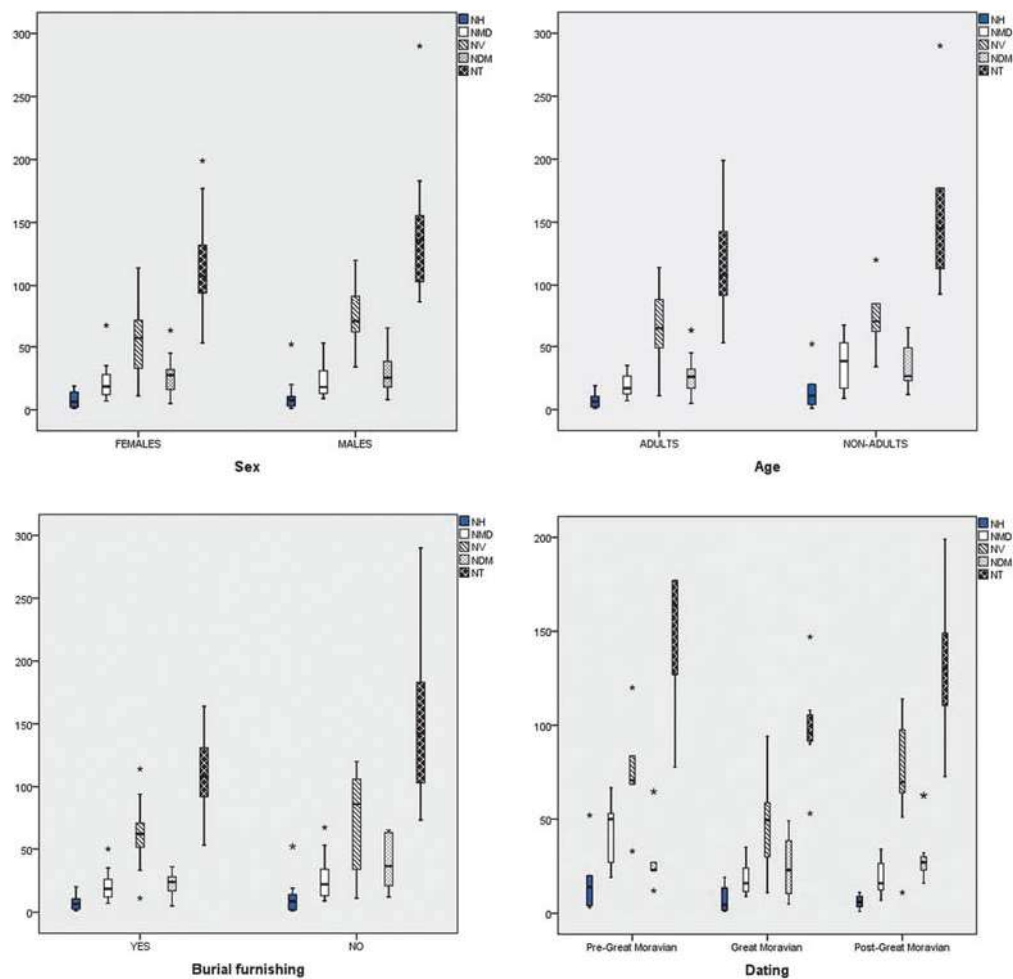 300
250
200
150
100
50
0
FEMALES MALES
Sex
NH
NMD
NV
NDM
NT
300
250
200
150
100
50
0
ADULTS NON-ADULTS
Age
NH
NMD
NV
NDM
NT
300
250
200
150
100
50
0
YES NO
Burial furnishing
NH
NMD
NV
NDM
NT
200
150
100
50
0
Pre-Great Moravian Great Moravian Post-Great Moravian
Dating
NH
NMD
NV
NDM
NT